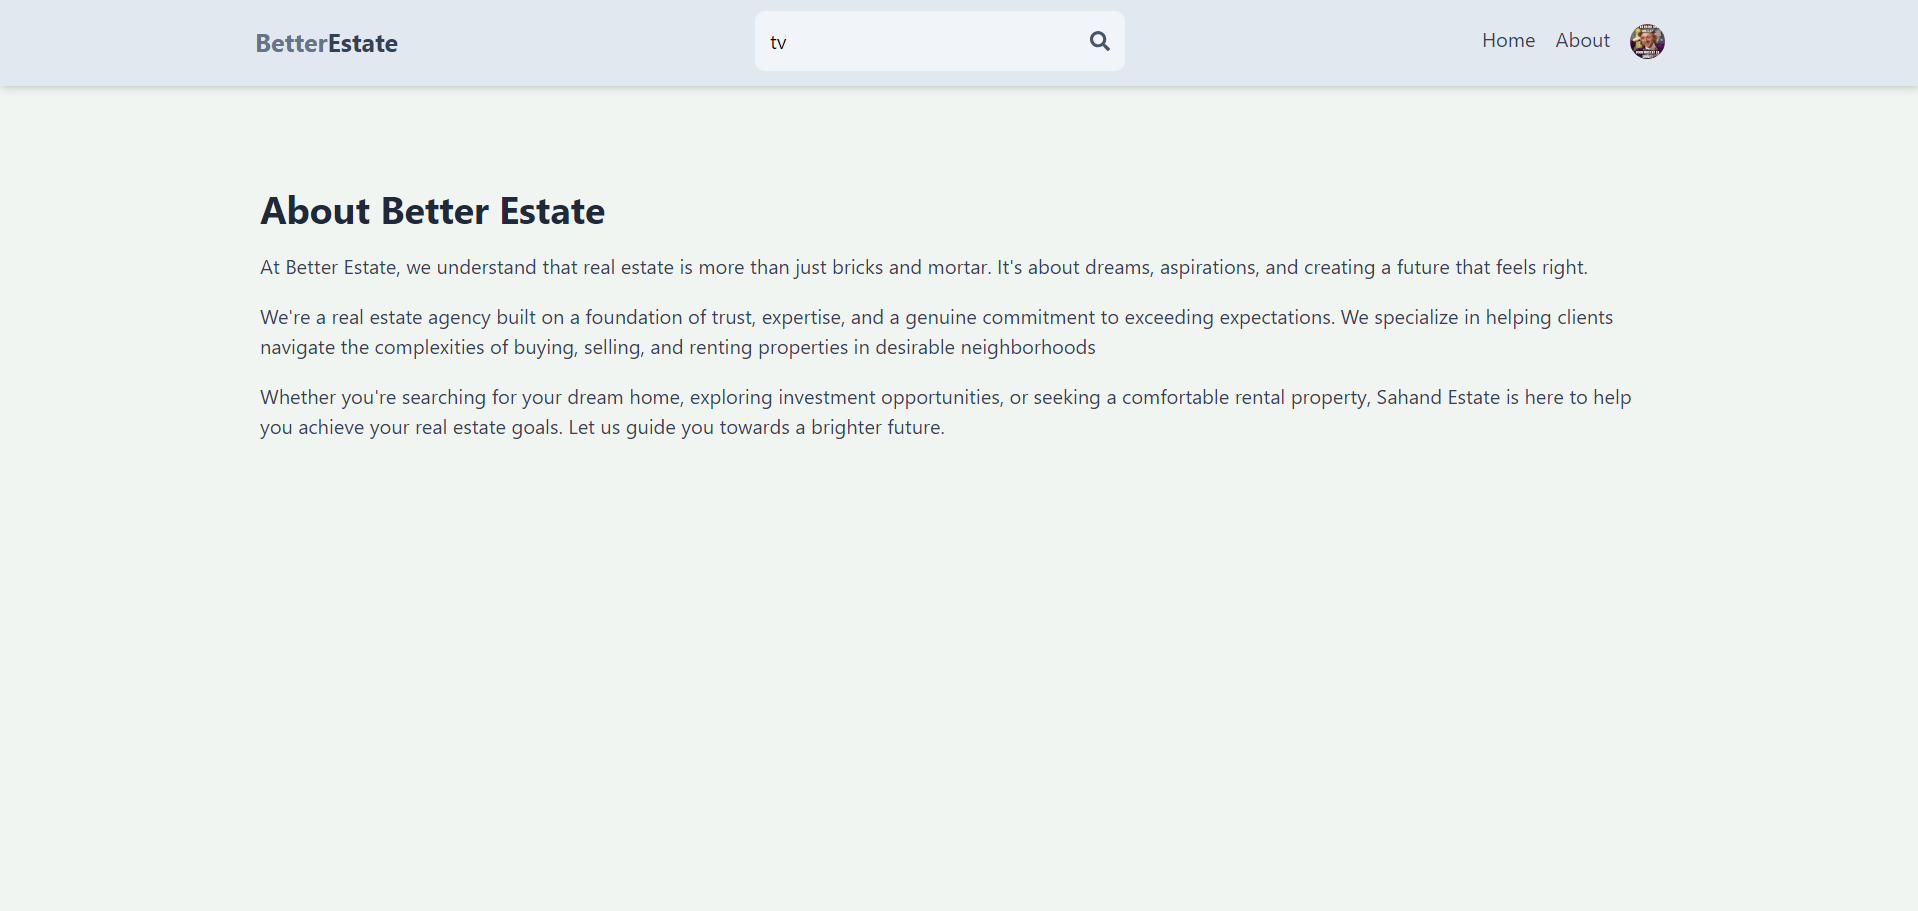 BetterEstate
tv
Home About
About Better Estate
At Better Estate, we understand that real estate is more than just bricks and mortar. It's about dreams, aspirations, and creating a future that feels right.
We're a real estate agency built on a foundation of trust, expertise, and a genuine commitment to exceeding expectations. We specialize in helping clients
navigate the complexities of buying, selling, and renting properties in desirable neighborhoods
Whether you're searching for your dream home, exploring investment opportunities, or seeking a comfortable rental property, Sahand Estate is here to help
you achieve your real estate goals. Let us guide you towards a brighter future.